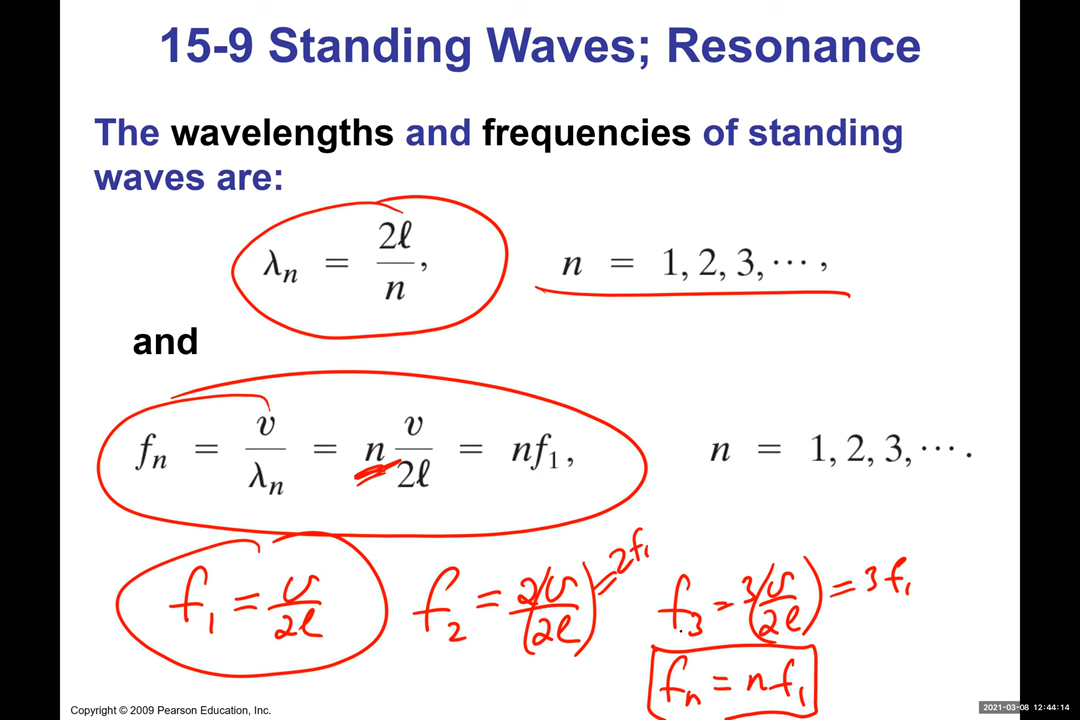 15-9 Standing Waves; Resonance
The wavelengths and frequencies of standing
waves are:
λₙ = 2ℓ/n, n = 1, 2, 3, ⋯ ,
and
fₙ = v/λₙ = n v/2ℓ = nf₁, n = 1, 2, 3, ⋯ .
f₁ = v/2ℓ f₂ = 2(v/2ℓ) = 2f₁ f₃ = 3(v/2ℓ) = 3f₁
fₙ = nf₁
Copyright © 2009 Pearson Education, Inc.
2021-03-08 12:44:14